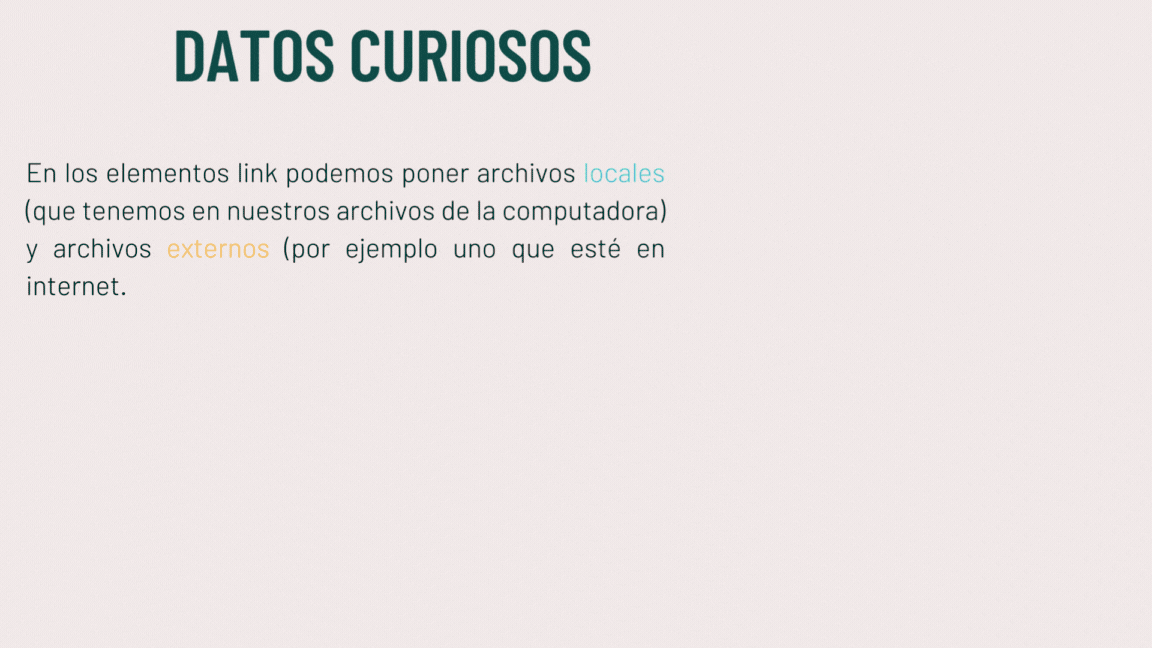 DATOS CURIOSOS
En los elementos link podemos poner archivos locales
(que tenemos en nuestros archivos de la computadora)
y archivos externos (por ejemplo uno que esté en
internet.